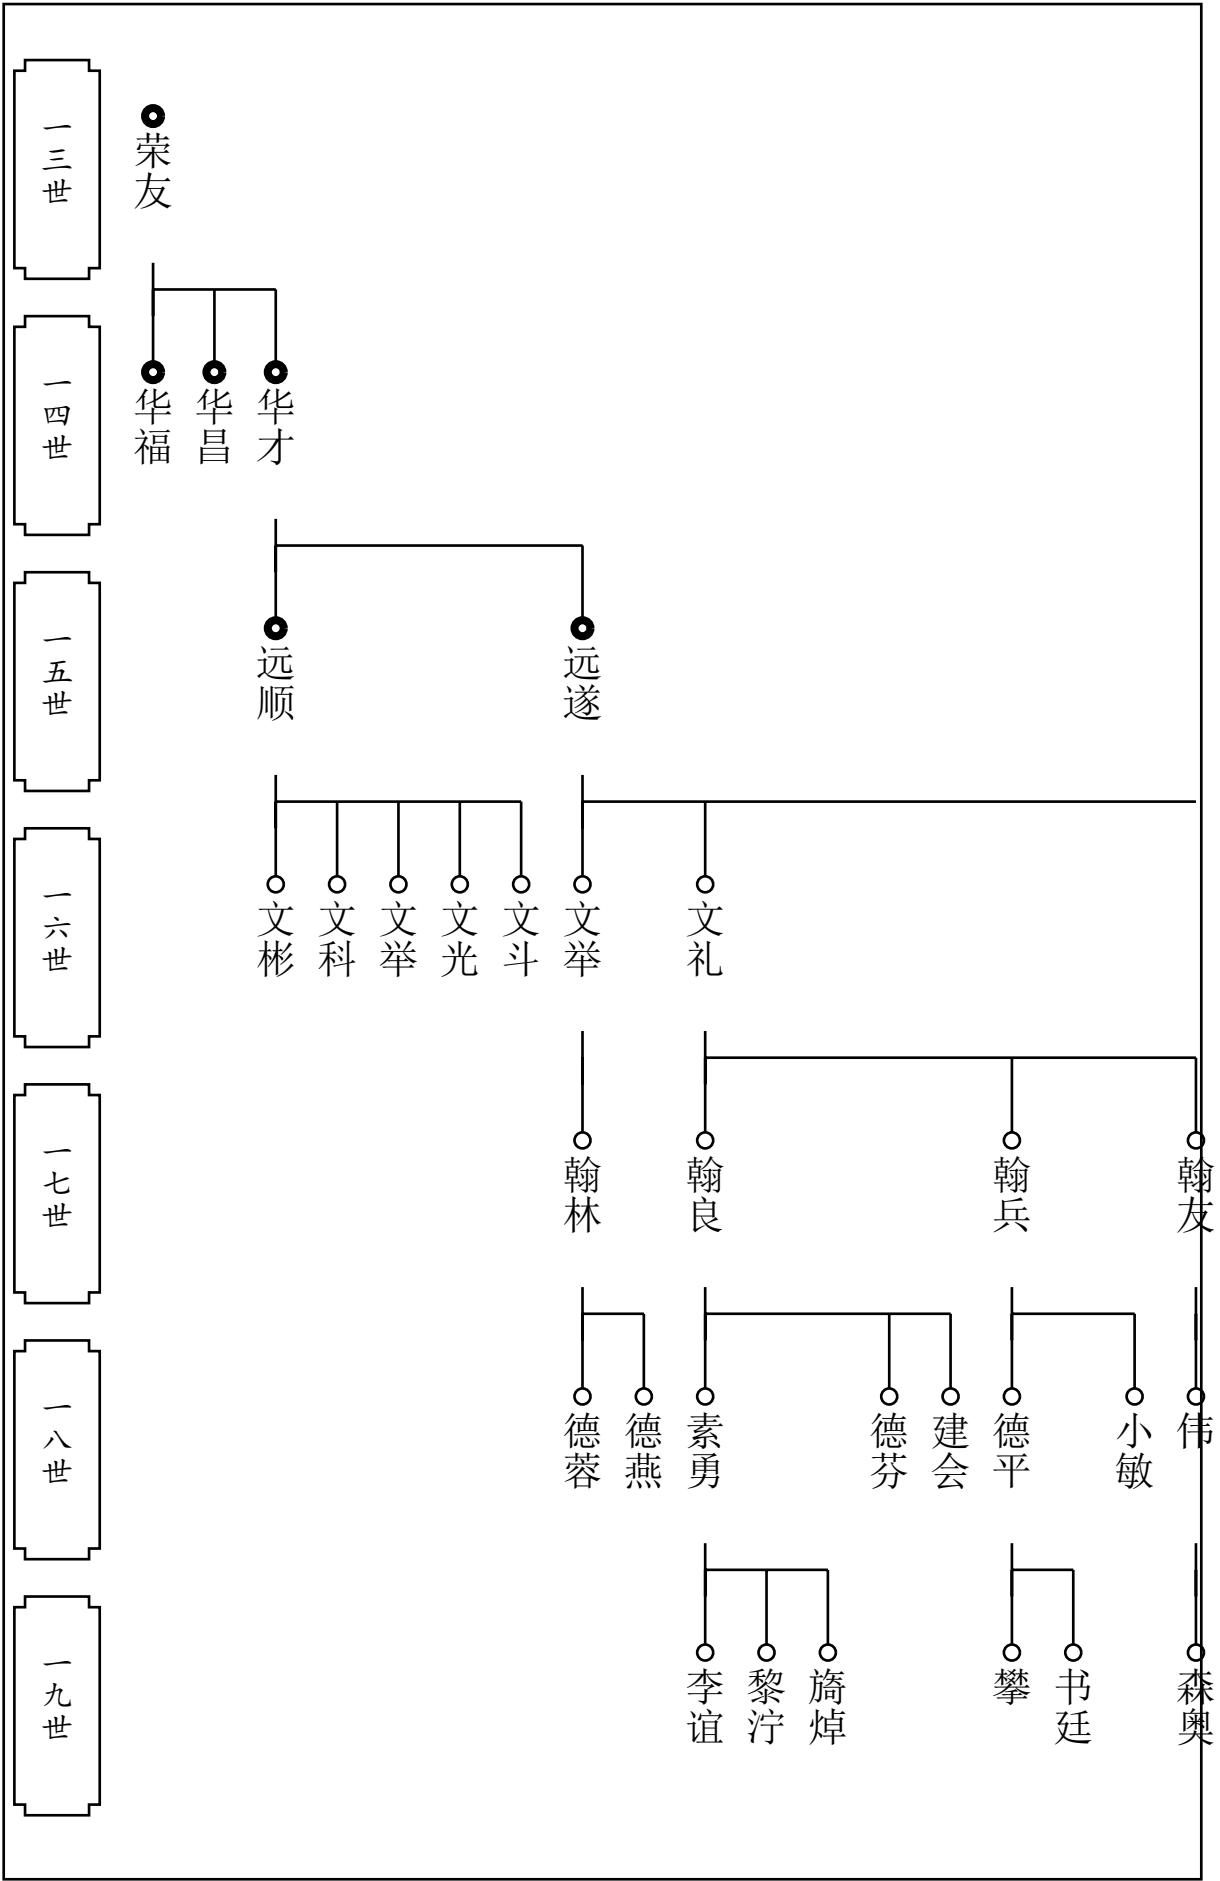 一三世
荣友
一四世
华福
华昌
华才
一五世
远顺
远遂
一六世
文彬
文科
文举
文光
文斗
文举
文礼
一七世
翰林
翰良
翰兵
翰友
一八世
德蓉
德燕
素勇
德芬
建会
德平
小敏
伟
一九世
李谊
黎泞
旖焯
攀
书廷
森奥